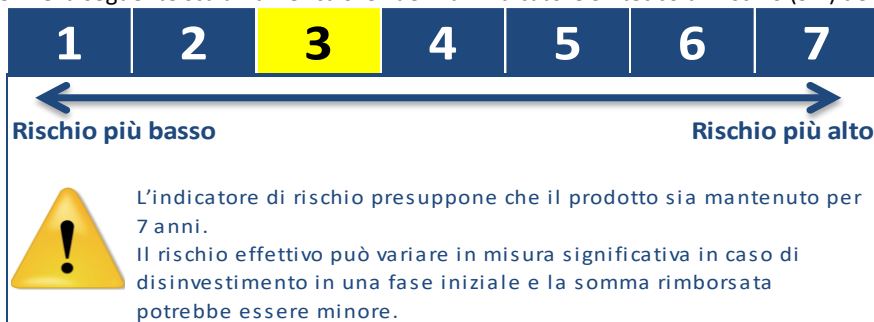 1 2 3 4 5 6 7
Rischio più basso Rischio più alto
L'indicatore di rischio presuppone che il prodotto sia mantenuto per
7 anni.
Il rischio effettivo può variare in misura significativa in caso di
disinvestimento in una fase iniziale e la somma rimborsata
potrebbe essere minore.